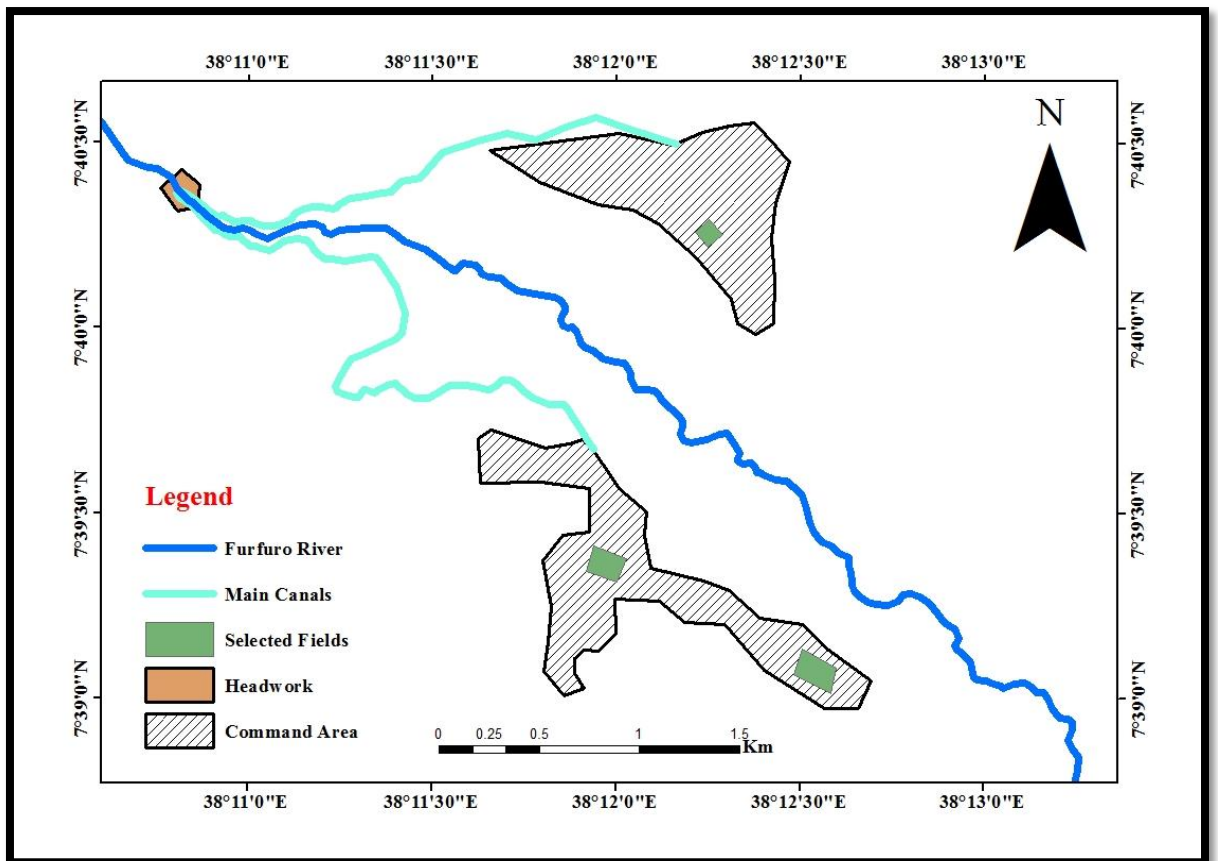 38°11'0"E 38°11'30"E 38°12'0"E 38°12'30"E 38°13'0"E
N
7°40'30"N
7°40'30"N
7°40'0"N
7°40'0"N
7°39'30"N
7°39'30"N
7°39'0"N
7°39'0"N
Legend
Furfuro River
Main Canals
Selected Fields
Headwork
Command Area
0 0.25 0.5 1 1.5
Km
38°11'0"E 38°11'30"E 38°12'0"E 38°12'30"E 38°13'0"E